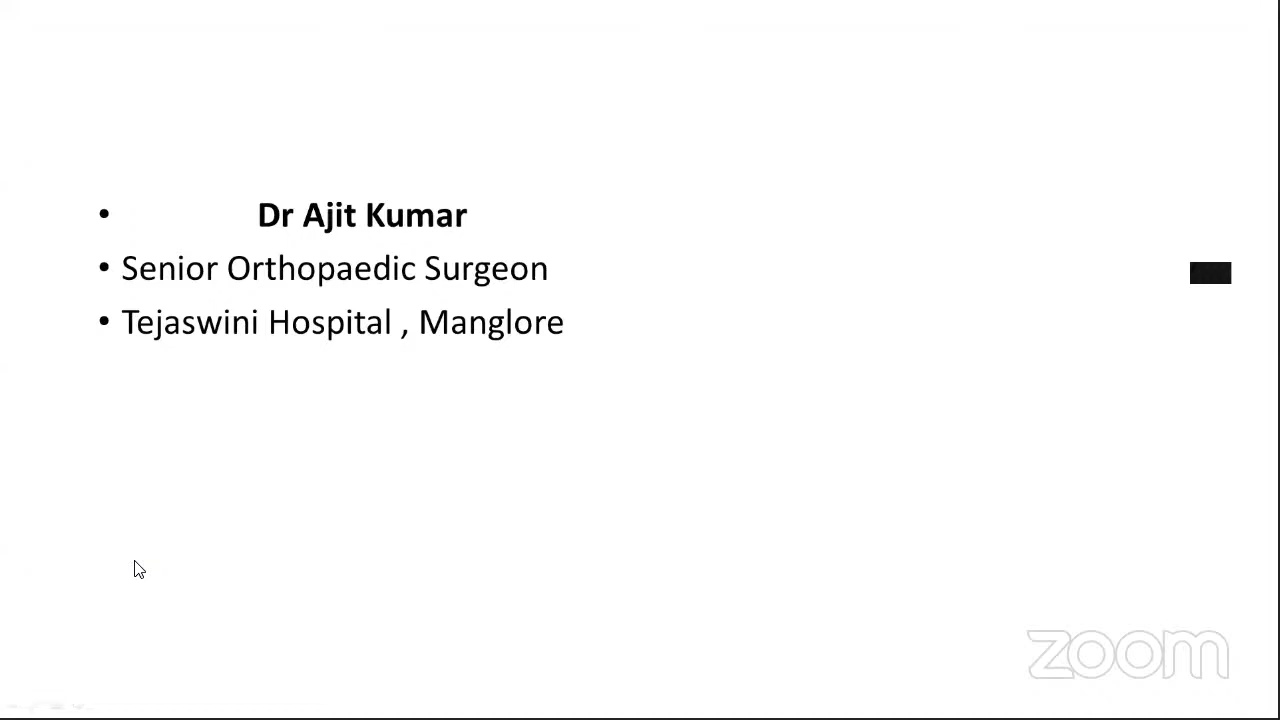 • Dr Ajit Kumar
• Senior Orthopaedic Surgeon
• Tejaswini Hospital , Manglore
zoom